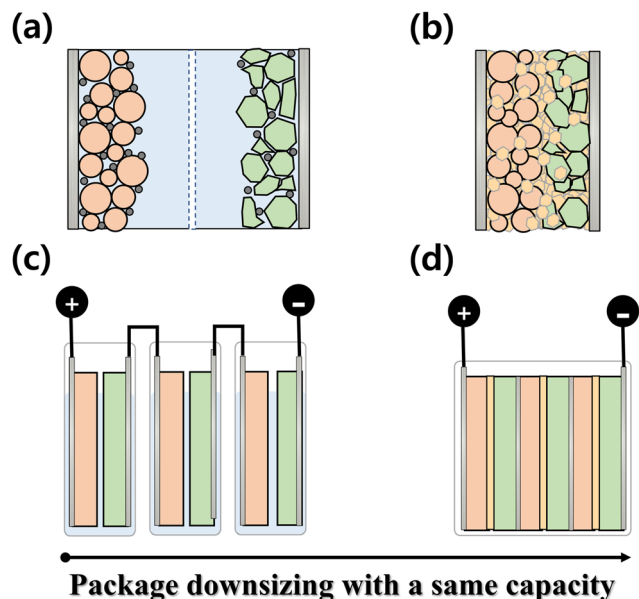 (a)
(b)
(c)
(d)
+
-
+
-
Package downsizing with a same capacity